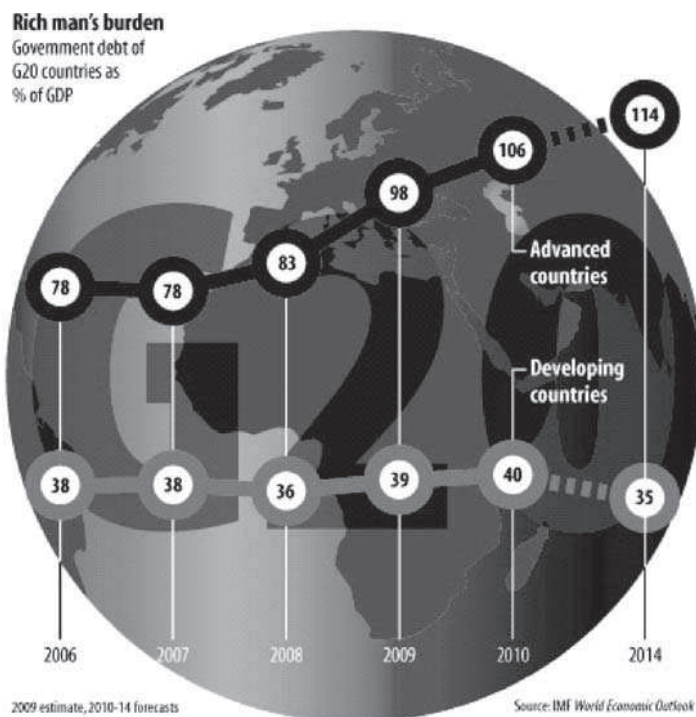 Rich man's burden
Government debt of
G20 countries as
% of GDP
114
106
98
83
78
78
Advanced
countries
Developing
countries
38
38
36
39
40
35
G20
2006
2007
2008
2009
2010
2014
2009 estimate, 2010-14 forecasts
Source: IMF World Economic Outlook